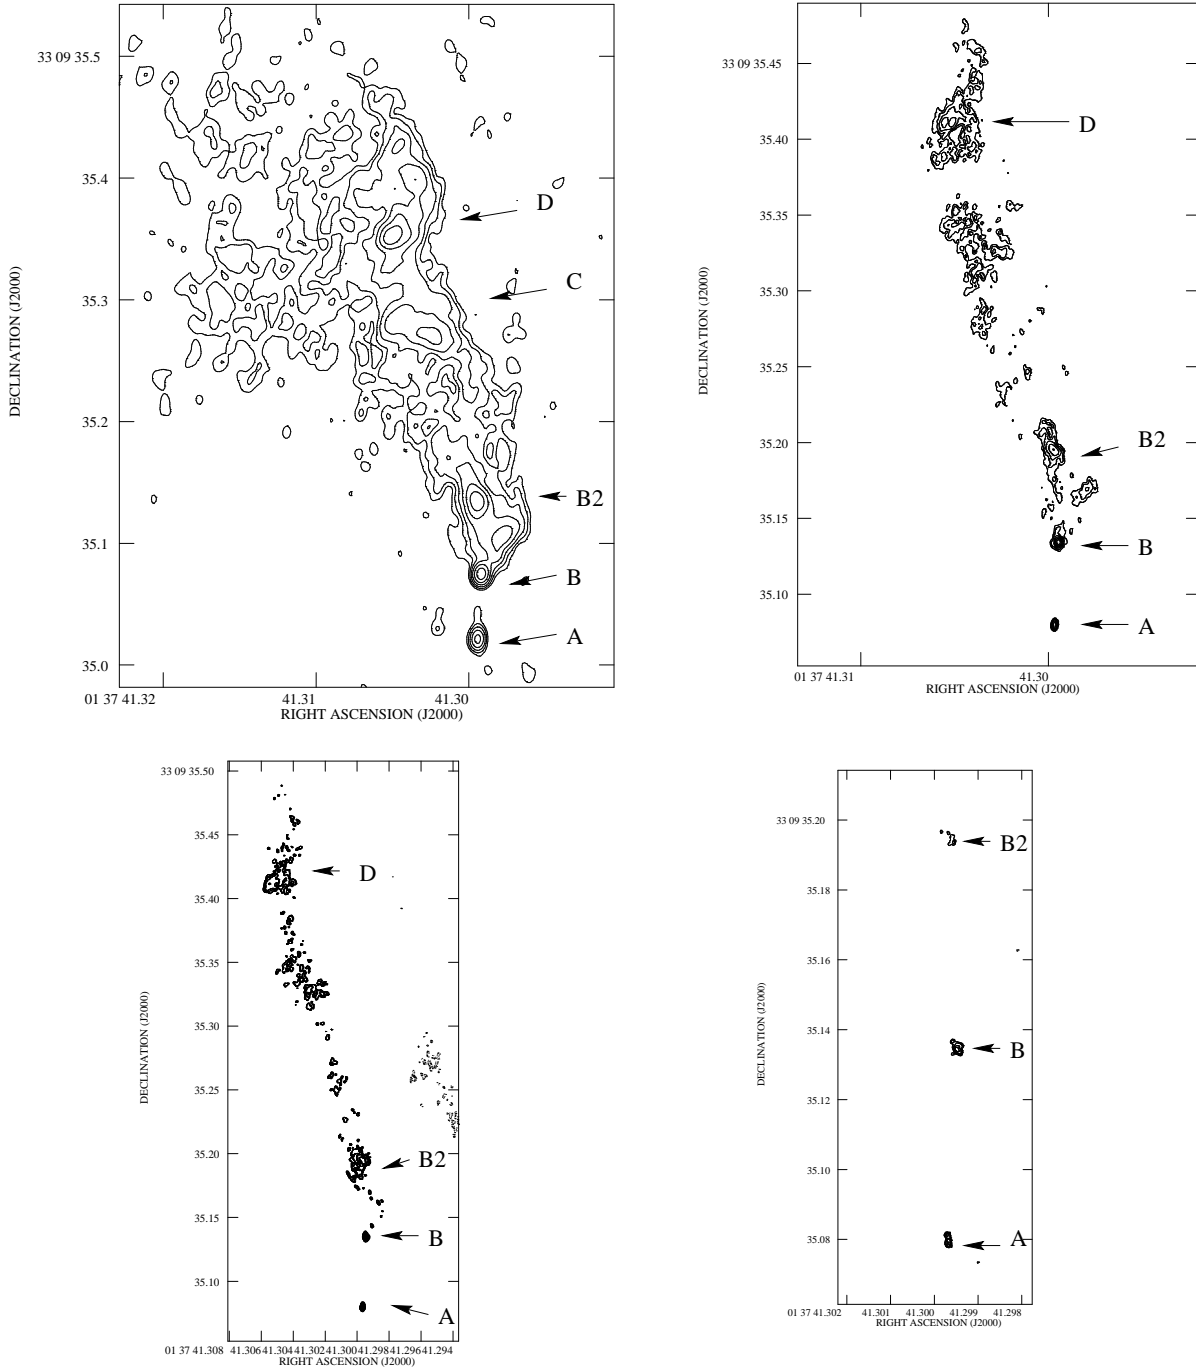 33 09 35.5
35.4
35.3
35.2
35.1
35.0
DECLINATION (J2000)
D
C
B2
B
A
01 37 41.32 41.31 41.30
RIGHT ASCENSION (J2000)
33 09 35.45
35.40
35.35
35.30
35.25
35.20
35.15
35.10
DECLINATION (J2000)
D
B2
B
A
01 37 41.31 41.30
RIGHT ASCENSION (J2000)
33 09 35.50
35.45
35.40
35.35
35.30
35.25
35.20
35.15
35.10
DECLINATION (J2000)
D
B2
B
A
01 37 41.308 41.306 41.304 41.302 41.300 41.298 41.296 41.294
RIGHT ASCENSION (J2000)
33 09 35.20
35.18
35.16
35.14
35.12
35.10
35.08
DECLINATION (J2000)
B2
B
A
01 37 41.302 41.301 41.300 41.299 41.298
RIGHT ASCENSION (J2000)